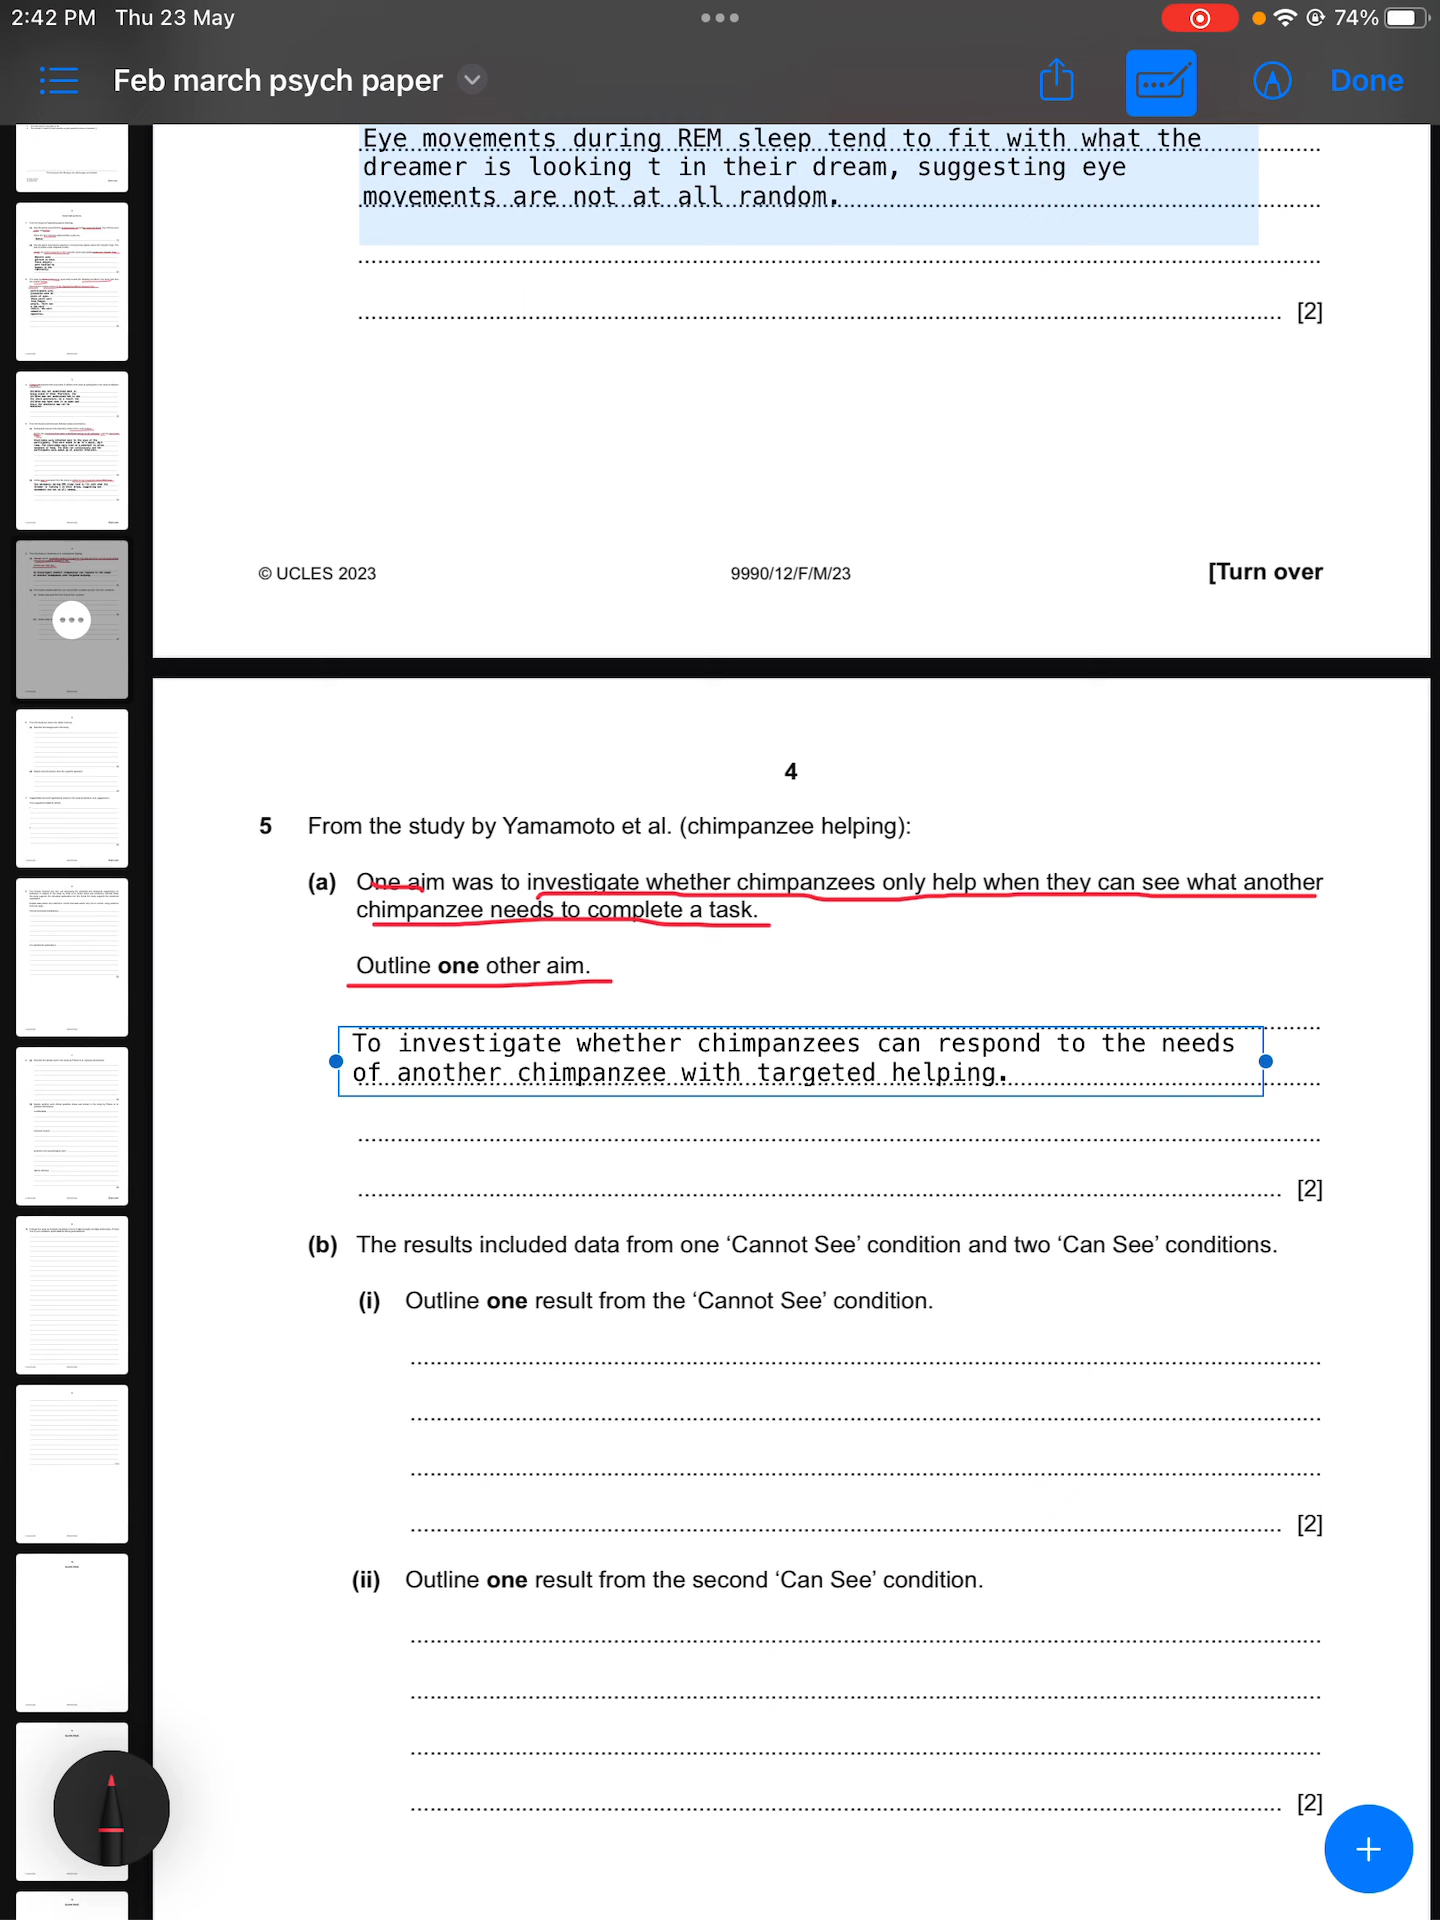 2:42 PM Thu 23 May
74%
Feb march psych paper
Done
Eye movements during REM sleep tend to fit with what the
dreamer is looking t in their dream, suggesting eye
movements are not at all random.
[2]
© UCLES 2023
9990/12/F/M/23
[Turn over
4
5 From the study by Yamamoto et al. (chimpanzee helping):
(a) One aim was to investigate whether chimpanzees only help when they can see what another
chimpanzee needs to complete a task.
Outline one other aim.
To investigate whether chimpanzees can respond to the needs
of another chimpanzee with targeted helping.
[2]
(b) The results included data from one ‘Cannot See’ condition and two ‘Can See’ conditions.
(i) Outline one result from the ‘Cannot See’ condition.
[2]
(ii) Outline one result from the second ‘Can See’ condition.
[2]